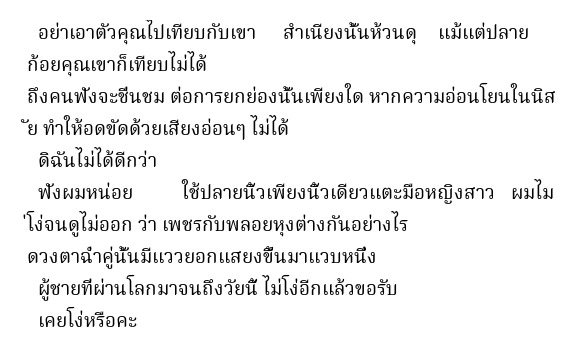 อย่าเอาตัวคุณไปเทียบกับเขา สำเนียงนั้นห้วนดุ แม้แต่ปลาย
ก้อยคุณเขาก็เทียบไม่ได้
ถึงคนฟังจะชื่นชม ต่อการยกย่องนั้นเพียงใด หากความอ่อนโยนในนิส
ัย ทำให้อดขัดด้วยเสียงอ่อนๆ ไม่ได้
ดิฉันไม่ได้ดีกว่า
ฟังผมหน่อย ใช้ปลายนิ้วเพียงนิ้วเดียวแตะมือหญิงสาว ผมไม
่โง่จนดูไม่ออก ว่า เพชรกับพลอยหุงต่างกันอย่างไร
ดวงตาฉ่ำคู่นั้นมีแววยอกแสยงขึ้นมาแวบหนึ่ง
ผู้ชายที่ผ่านโลกมาจนถึงวัยนี้ ไม่โง่อีกแล้วขอรับ
เคยโง่หรือคะ